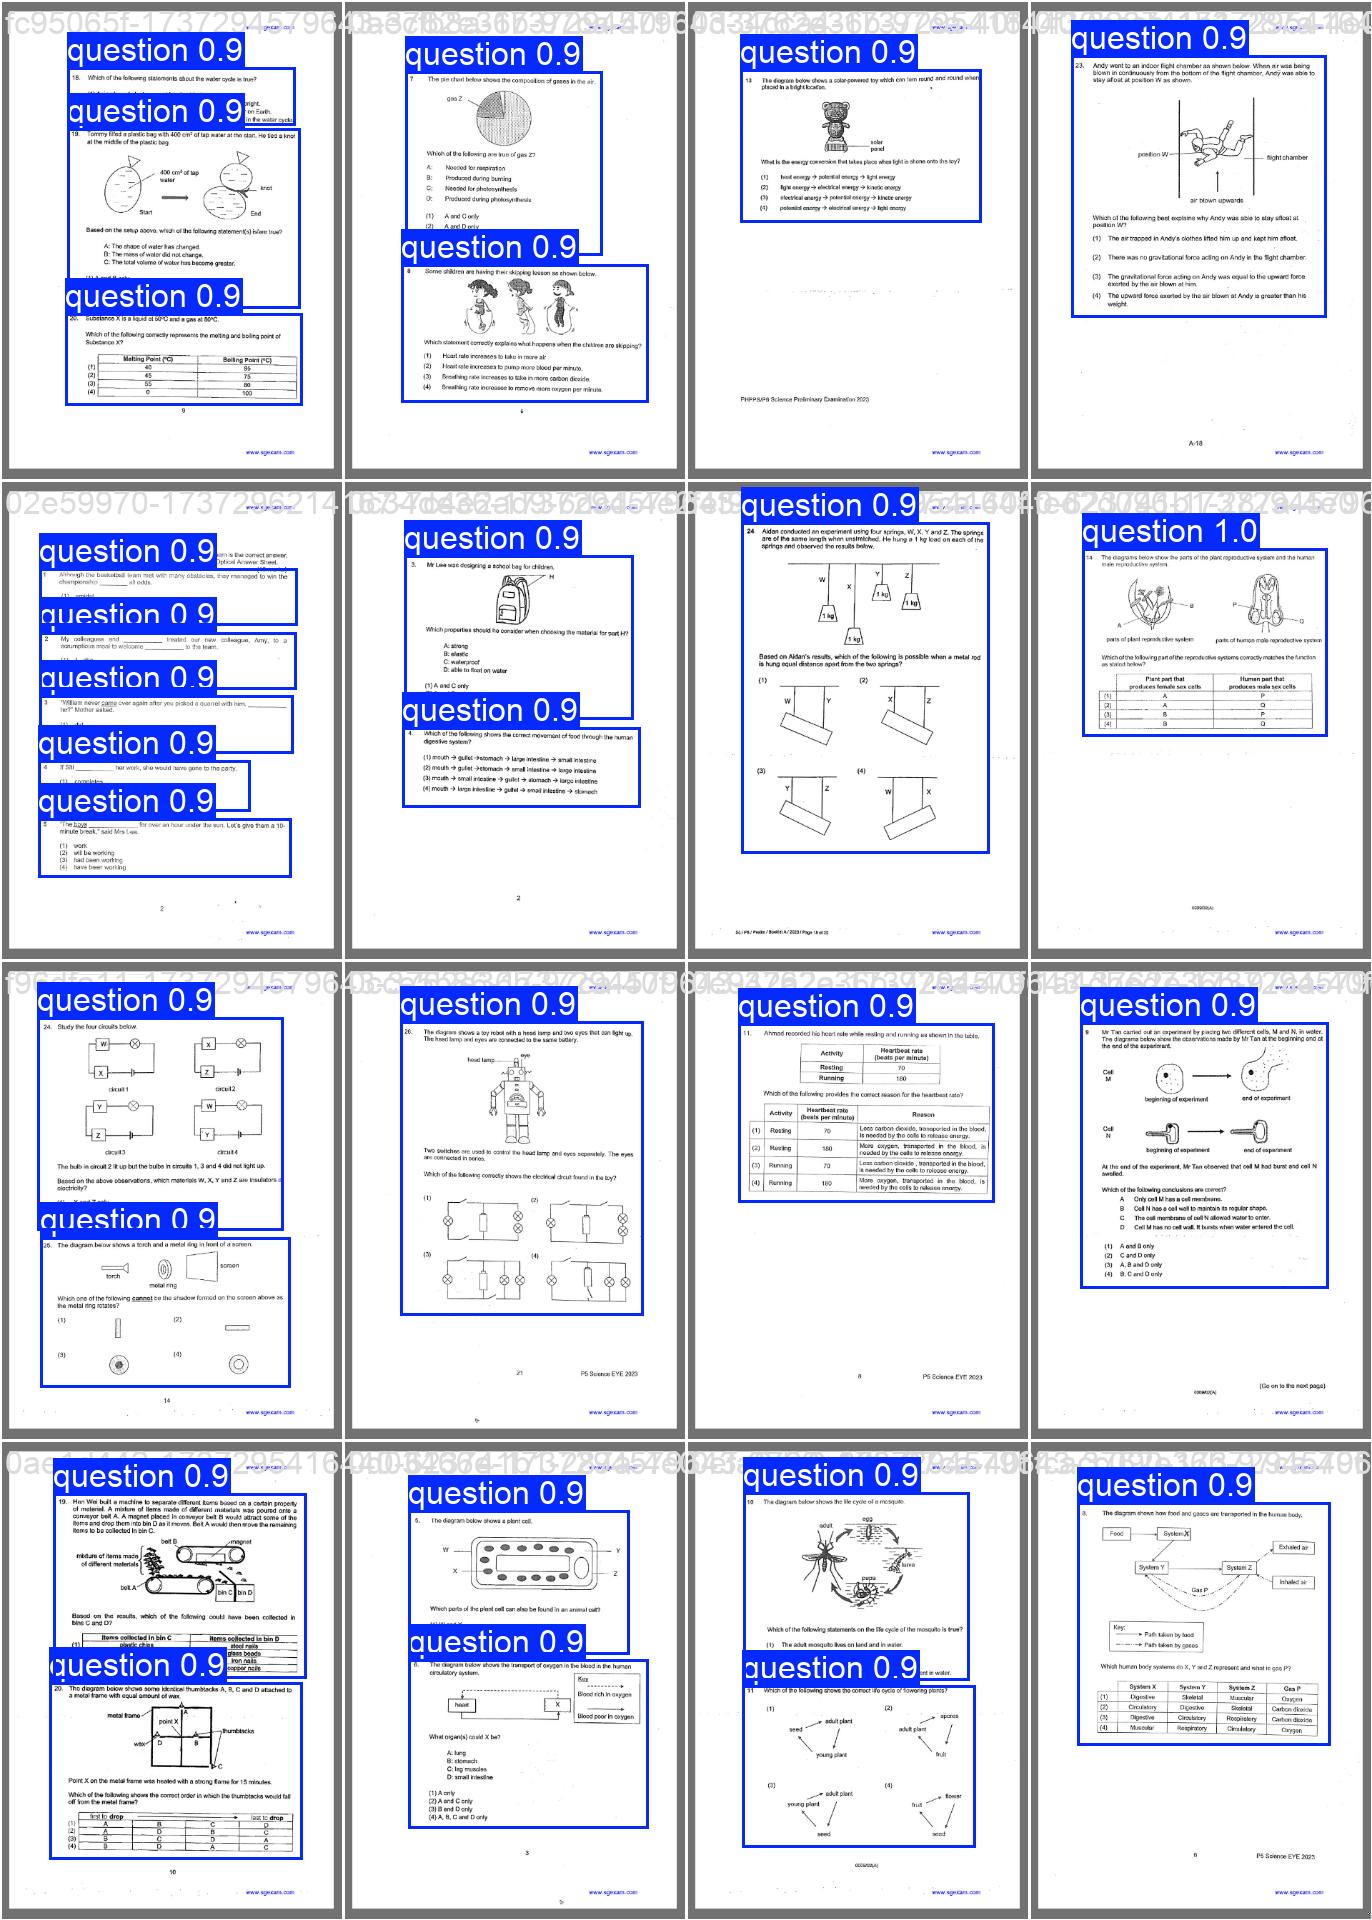 www.sgexam.com
question 0.9
18. Which of the following statements about the water cycle is true?
question 0.9
bright.
on Earth.
in the water cycle.
19. Tommy filled a plastic bag with 400 cm³ of tap water at the start. He tied a knot
at the middle of the plastic bag.
400 cm³ of tap
water
knot
Start
End
Based on the setup above, which of the following statement(s) is/are true?
A: The shape of water has changed.
B: The mass of water did not change.
C: The total volume of water has become greater.
question 0.9
20. Substance X is a liquid at 50°C and a gas at 80°C.
Which of the following correctly represents the melting and boiling point of
Substance X?
Melting Point (°C) Boiling Point (°C)
(1) 40
(2) 45 75
(3) 55 80
(4) 0 100
9
www.sgexam.com
question 0.9
7 The pie chart below shows the composition of gases in the air.
gas Z
Which of the following are true of gas Z?
A: Needed for respiration
B: Produced during burning
C: Needed for photosynthesis
D: Produced during photosynthesis
(1) A and C only
(2) A and D only
question 0.9
8 Some children are having their skipping lesson as shown below.
Which statement correctly explains what happens when the children are skipping?
(1) Heart rate increases to take in more air.
(2) Heart rate increases to pump more blood per minute.
(3) Breathing rate increases to take in more carbon dioxide.
(4) Breathing rate increases to remove more oxygen per minute.
www.sgexam.com
question 0.9
13 The diagram below shows a solar-powered toy which can turn round and round when
placed in a bright location.
solar
panel
What is the energy conversion that takes place when light is shone onto the toy?
(1) heat energy → potential energy → light energy
(2) light energy → electrical energy → kinetic energy
(3) electrical energy → potential energy → kinetic energy
(4) potential energy → electrical energy → light energy
PHPPS/P6 Science Preliminary Examination 2023
www.sgexam.com
question 0.9
23. Andy went to an indoor flight chamber as shown below. When air was being
blown in continuously from the bottom of the flight chamber, Andy was able to
stay afloat at position W as shown.
position W
flight chamber
air blown upwards
Which of the following best explains why Andy was able to stay afloat at
position W?
(1) The air trapped in Andy's clothes lifted him up and kept him afloat.
(2) There was no gravitational force acting on Andy in the flight chamber.
(3) The gravitational force acting on Andy was equal to the upward force
exerted by the air blown at him.
(4) The upward force exerted by the air blown at Andy is greater than his
weight.
A-18
www.sgexam.com
question 0.9
is the correct answer.
Optical Answer Sheet.
1 Although the basketball team met with many obstacles, they managed to win the
championship ________ all odds.
question 0.9
2 My colleagues and ________ treated our new colleague, Amy, to a
scrumptious meal to welcome ________ to the team.
question 0.9
3 "William never came over again after you picked a quarrel with him, ________
he?" Mother asked.
question 0.9
4 If Siti ________ her work, she would have gone to the party.
(1) completes
question 0.9
5 "The boys ________ for over an hour under the sun. Let's give them a 10-
minute break," said Mrs Lee.
(1) work
(2) will be working
(3) had been working
(4) have been working
2
www.sgexam.com
question 0.9
3. Mr Lee was designing a school bag for children.
H
Which properties should he consider when choosing the material for part H?
A: strong
B: elastic
C: waterproof
D: able to float on water
(1) A and C only
question 0.9
4. Which of the following shows the correct movement of food through the human
digestive system?
(1) mouth → gullet → stomach → large intestine → small intestine
(2) mouth → gullet → stomach → small intestine → large intestine
(3) mouth → small intestine → gullet → stomach → large intestine
(4) mouth → large intestine → gullet → small intestine → stomach
2
www.sgexam.com
question 0.9
24 Aidan conducted an experiment using four springs, W, X, Y and Z. The springs
are of the same length when unstretched. He hung a 1 kg load on each of the
springs and observed the results below.
W X Y Z
1 kg 1 kg 1 kg 1 kg
Based on Aidan's results, which of the following is possible when a metal rod
is hung equal distance apart from the two springs?
(1) W Y
(2) X Z
(3) Y Z
(4) W X
www.sgexam.com
question 1.0
14 The diagrams below show the parts of the plant reproductive system and the human
male reproductive system.
A B P Q
parts of plant reproductive system
parts of human male reproductive system
Which of the following part of the reproductive systems correctly matches the function
as stated below?
Plant part that produces female sex cells
Human part that produces male sex cells
(1) A P
(2) A Q
(3) B P
(4) B Q
www.sgexam.com
question 0.9
24. Study the four circuits below.
W X
circuit 1
X Z
circuit 2
Y Z
circuit 3
W Y
circuit 4
The bulb in circuit 2 lit up but the bulbs in circuits 1, 3 and 4 did not light up.
Based on the above observations, which materials W, X, Y and Z are insulators of
electricity?
question 0.9
25. The diagram below shows a torch and a metal ring in front of a screen.
torch
metal ring
screen
Which one of the following cannot be the shadow formed on the screen above as
the metal ring rotates?
(1)
(2)
(3)
(4)
14
www.sgexam.com
question 0.9
26. The diagram shows a toy robot with a head lamp and two eyes that can light up.
The head lamp and eyes are connected to the same battery.
head lamp
eye
Two switches are used to control the head lamp and eyes separately. The eyes
are connected in series.
Which of the following correctly shows the electrical circuit found in the toy?
(1)
(2)
(3)
(4)
21
P5 Science EYE 2023
www.sgexam.com
question 0.9
11. Ahmad recorded his heart rate while resting and running as shown in the table.
Activity Heartbeat rate (beats per minute)
Resting 70
Running 180
Which of the following provides the correct reason for the heartbeat rate?
Activity Heartbeat rate (beats per minute) Reason
(1) Resting 70 Less carbon dioxide, transported in the blood, is needed by the cells to release energy.
(2) Resting 180 More oxygen, transported in the blood, is needed by the cells to release energy.
(3) Running 70 Less carbon dioxide, transported in the blood, is needed by the cells to release energy.
(4) Running 180 More oxygen, transported in the blood, is needed by the cells to release energy.
8
P5 Science EYE 2023
www.sgexam.com
question 0.9
9 Mr Tan carried out an experiment by placing two different cells, M and N, in water.
The diagrams below show the observations made by Mr Tan at the beginning and at
the end of the experiment.
Cell M
beginning of experiment
end of experiment
Cell N
beginning of experiment
end of experiment
At the end of the experiment, Mr Tan observed that cell M had burst and cell N
swelled.
Which of the following conclusions are correct?
A Only cell M has a cell membrane.
B Cell N has a cell wall to maintain its regular shape.
C The cell membrane of cell N allowed water to enter.
D Cell M has no cell wall. It bursts when water entered the cell.
(1) A and B only
(2) C and D only
(3) A, B and D only
(4) B, C and D only
(Go on to the next page)
www.sgexam.com
question 0.9
19. Han Wei built a machine to separate different items based on a certain property
of material. A mixture of items made of different materials was poured onto a
conveyor belt A. A magnet placed in conveyor belt B would attract some of the
items and drop them into bin D as it moves. Belt A would then move the remaining
items to be collected in bin C.
belt B
magnet
mixture of items made
of different materials
belt A
bin C bin D
Based on the results, which of the following could have been collected in
bins C and D?
Items collected in bin C Items collected in bin D
(1) plastic chips steel nails
glass beads
iron nails
copper nails
question 0.9
20. The diagram below shows some identical thumbtacks A, B, C and D attached to
a metal frame with equal amount of wax.
metal frame
A
point X
thumbtacks
wax
D B
C
Point X on the metal frame was heated with a strong flame for 15 minutes.
Which of the following shows the correct order in which the thumbtacks would fall
off from the metal frame?
first to drop → last to drop
(1) A B C D
(2) A D B C
(3) B C D A
(4) B D A C
10
www.sgexam.com
question 0.9
5. The diagram below shows a plant cell.
W Y
X Z
Which parts of the plant cell can also be found in an animal cell?
question 0.9
6. The diagram below shows the transport of oxygen in the blood in the human
circulatory system.
heart
X
Key
Blood rich in oxygen
Blood poor in oxygen
What organ(s) could X be?
A: lung
B: stomach
C: leg muscles
D: small intestine
(1) A only
(2) A and C only
(3) B and D only
(4) A, B, C and D only
3
www.sgexam.com
question 0.9
10 The diagram below shows the life cycle of a mosquito.
egg
adult
larva
pupa
Which of the following statements on the life cycle of the mosquito is true?
(1) The adult mosquito lives on land and in water.
question 0.9
in water.
11 Which of the following shows the correct life cycle of flowering plants?
(1) seed adult plant young plant
(2) adult plant spores fruit
(3) young plant adult plant seed
(4) fruit flower seed
www.sgexam.com
question 0.9
8. The diagram shows how food and gases are transported in the human body.
Food
System X
System Y
System Z
Exhaled air
Inhaled air
Gas P
Key:
Path taken by food
Path taken by gases
Which human body systems do X, Y and Z represent and what is gas P?
System X System Y System Z Gas P
(1) Digestive Skeletal Muscular Oxygen
(2) Circulatory Digestive Skeletal Carbon dioxide
(3) Digestive Circulatory Respiratory Carbon dioxide
(4) Muscular Respiratory Circulatory Oxygen
6
P5 Science EYE 2023
www.sgexam.com